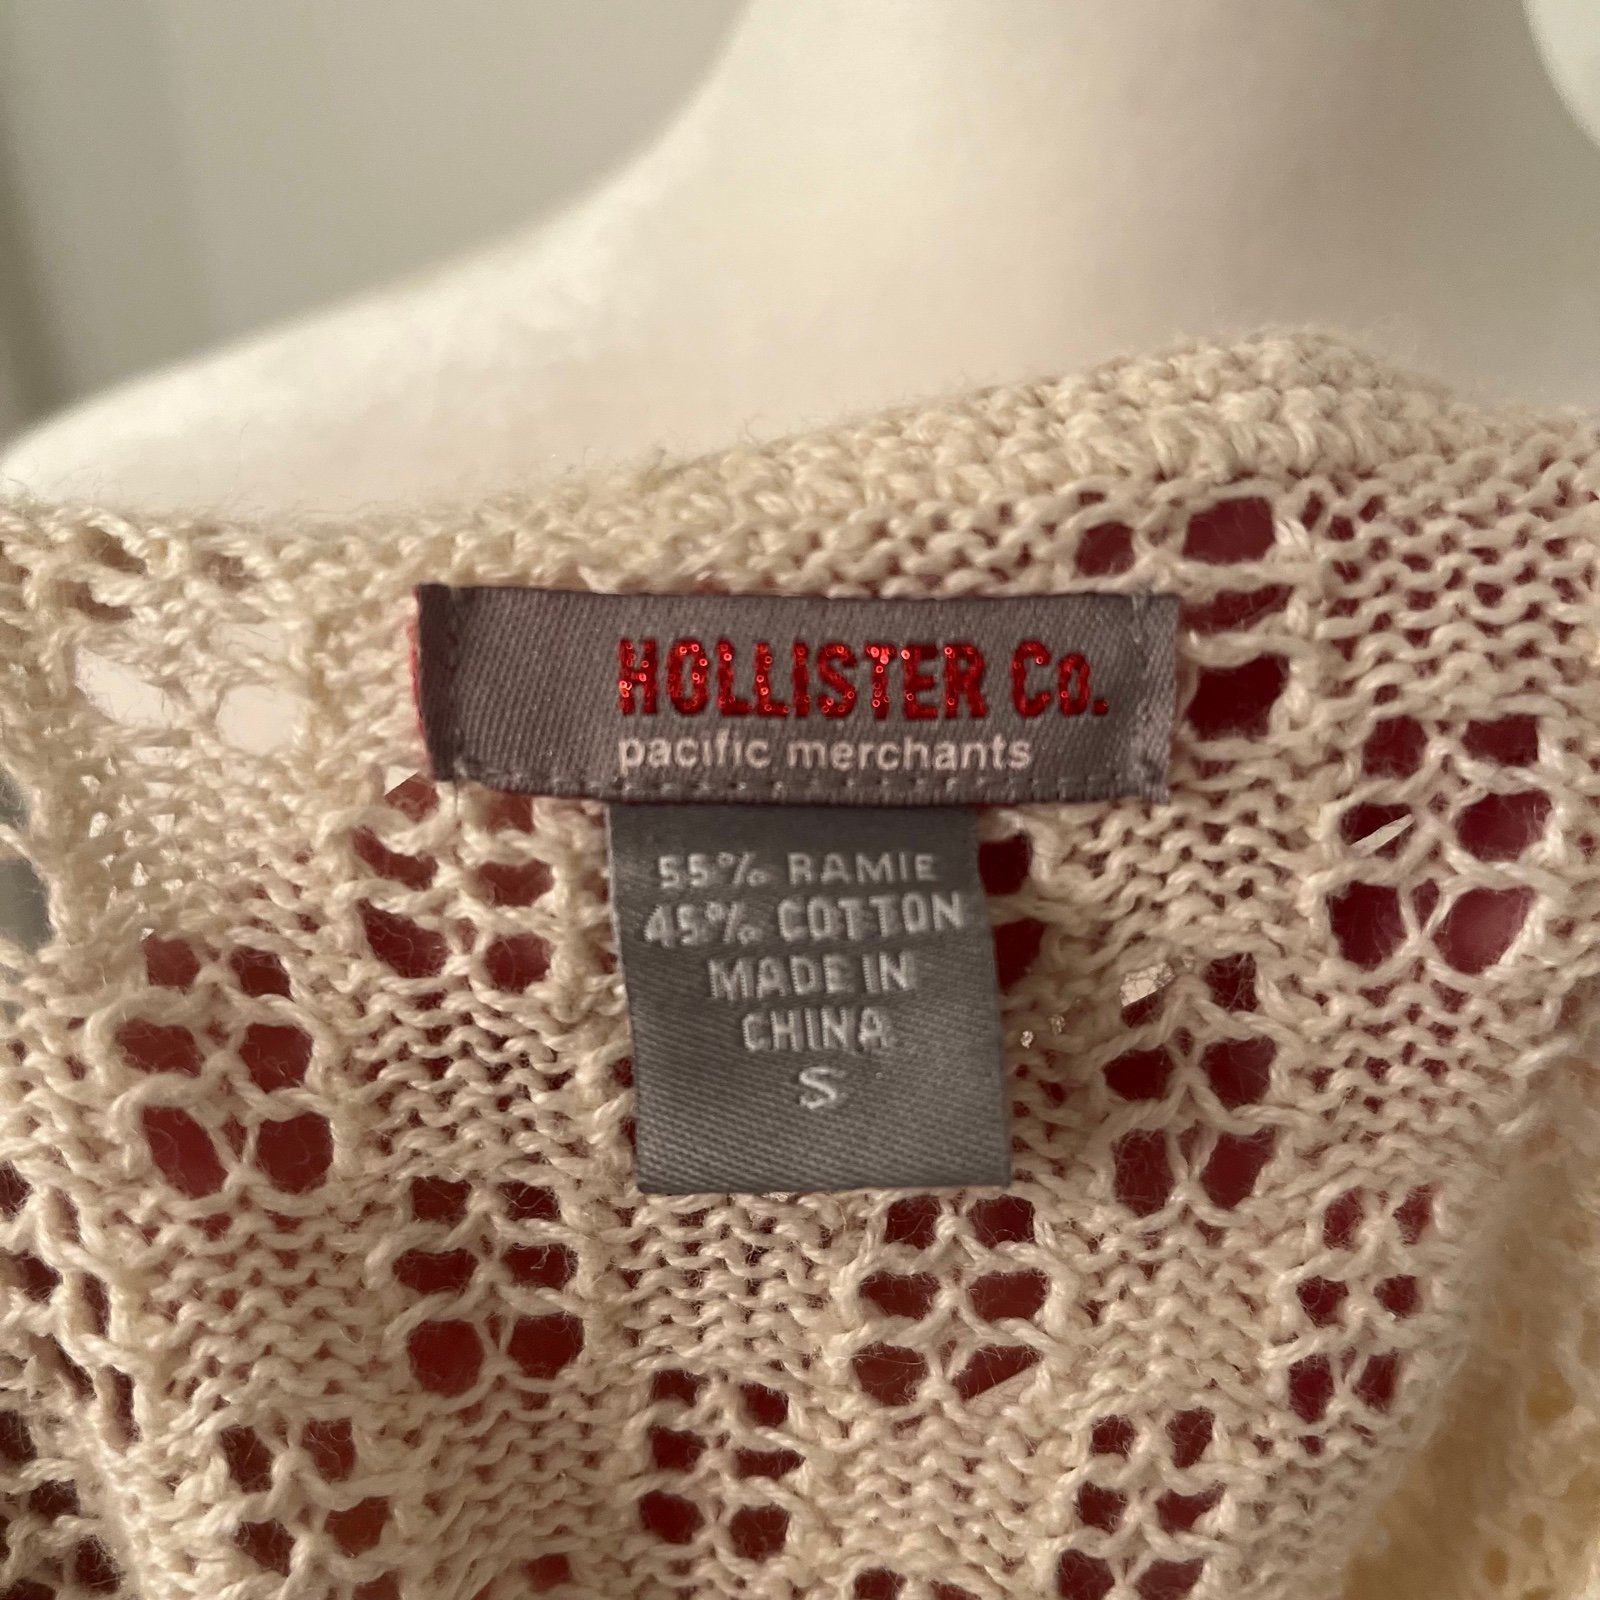 HOLLISTER Co.
pacific merchants
55% RAMIE
45% COTTON
MADE IN
CHINA
S